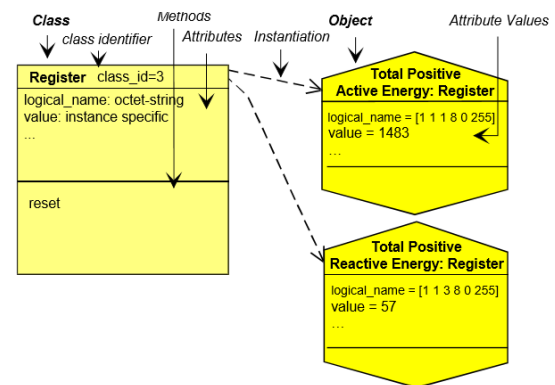 Class
Methods
Object
Attribute Values
class identifier
Attributes
Instantiation
Register class_id=3
logical_name: octet-string
value: instance specific
...
reset
Total Positive
Active Energy: Register
logical_name = [1 1 1 8 0 255]
value = 1483
...
Total Positive
Reactive Energy: Register
logical_name = [1 1 3 8 0 255]
value = 57
...